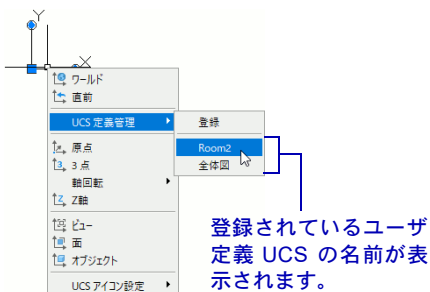 Y
X
ワールド
直前
UCS 定義管理
登録
Room2
全体図
原点
3 点
軸回転
Z軸
ビュー
面
オブジェクト
UCS アイコン設定
登録されているユーザ
定義 UCS の名前が表
示されます。